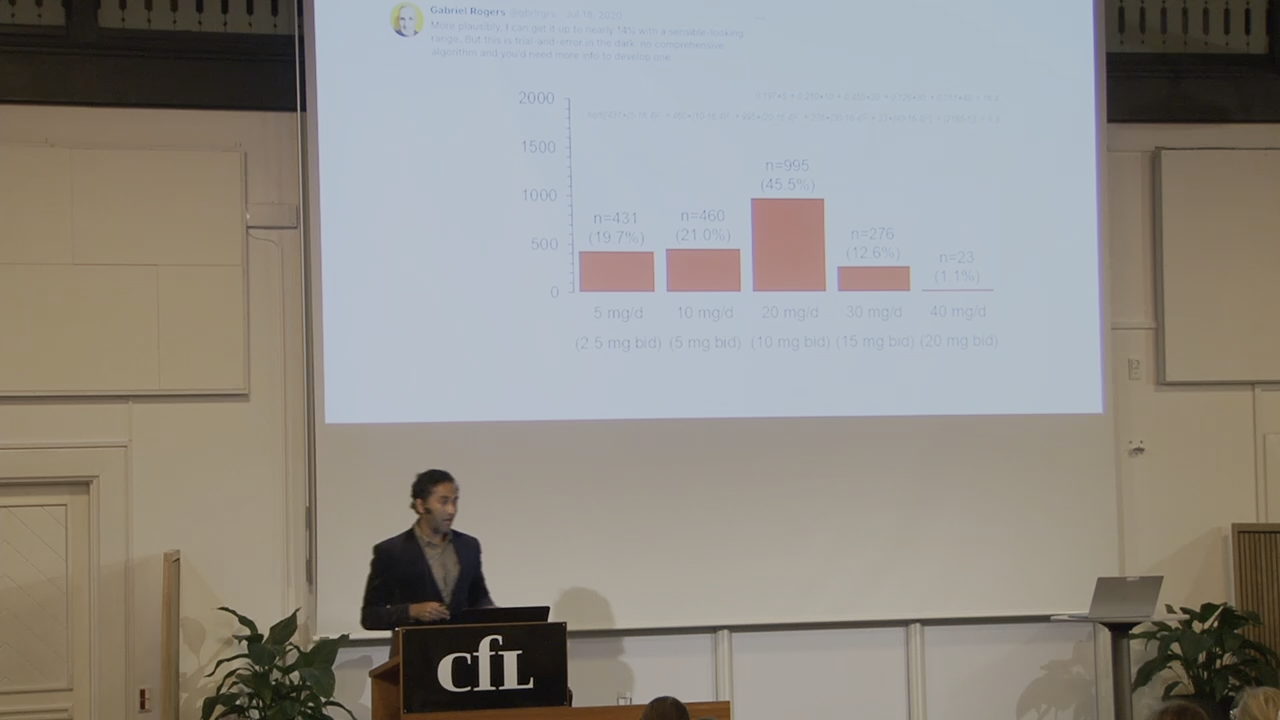 Gabriel Rogers
More plausibly, I can get it up to nearly 14% with a sensible-looking
range. But this is trial-and-error in the dark: no comprehensive
algorithm and you'd need more info to develop one.
2000
1500
1000
500
0
n=431
(19.7%)
n=460
(21.0%)
n=995
(45.5%)
n=276
(12.6%)
n=23
(1.1%)
5 mg/d 10 mg/d 20 mg/d 30 mg/d 40 mg/d
(2.5 mg bid) (5 mg bid) (10 mg bid) (15 mg bid) (20 mg bid)
cfL